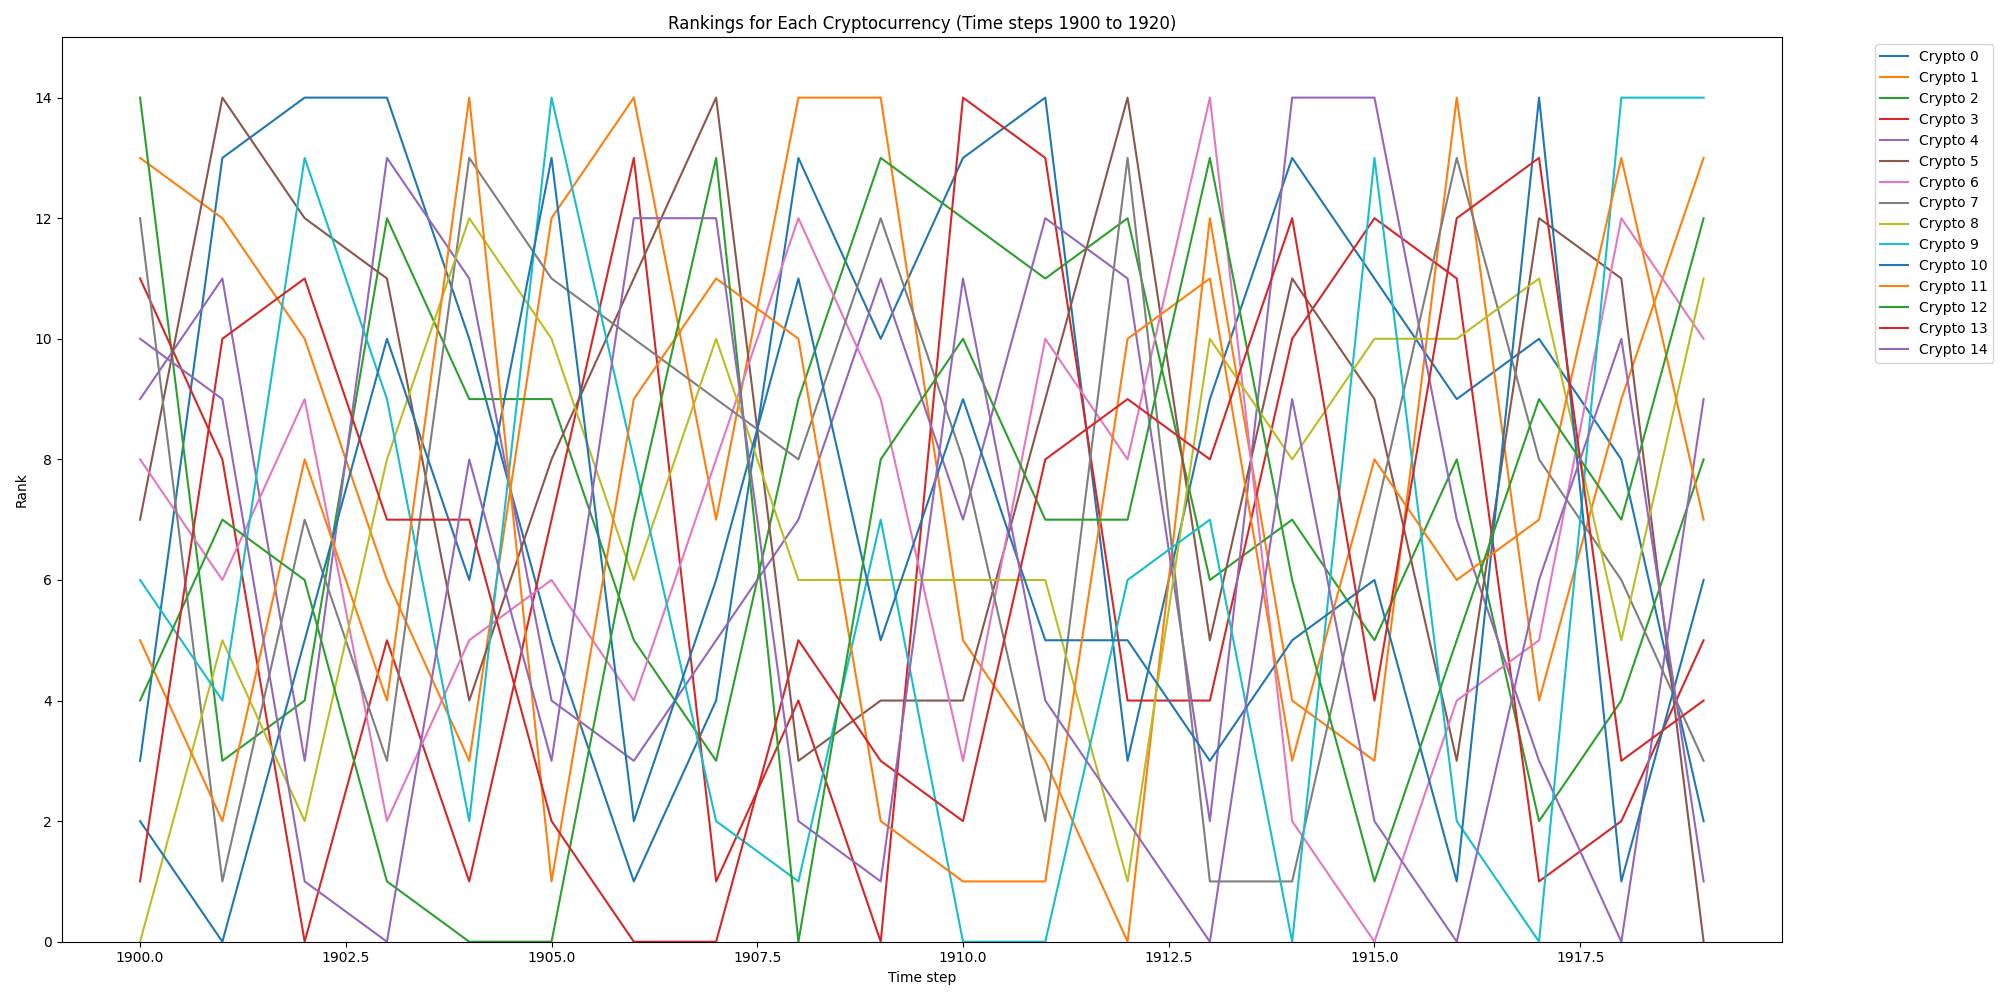 Rankings for Each Cryptocurrency (Time steps 1900 to 1920)
Rank
14
12
10
8
6
4
2
0
1900.0 1902.5 1905.0 1907.5 1910.0 1912.5 1915.0 1917.5
Time step
Crypto 0
Crypto 1
Crypto 2
Crypto 3
Crypto 4
Crypto 5
Crypto 6
Crypto 7
Crypto 8
Crypto 9
Crypto 10
Crypto 11
Crypto 12
Crypto 13
Crypto 14